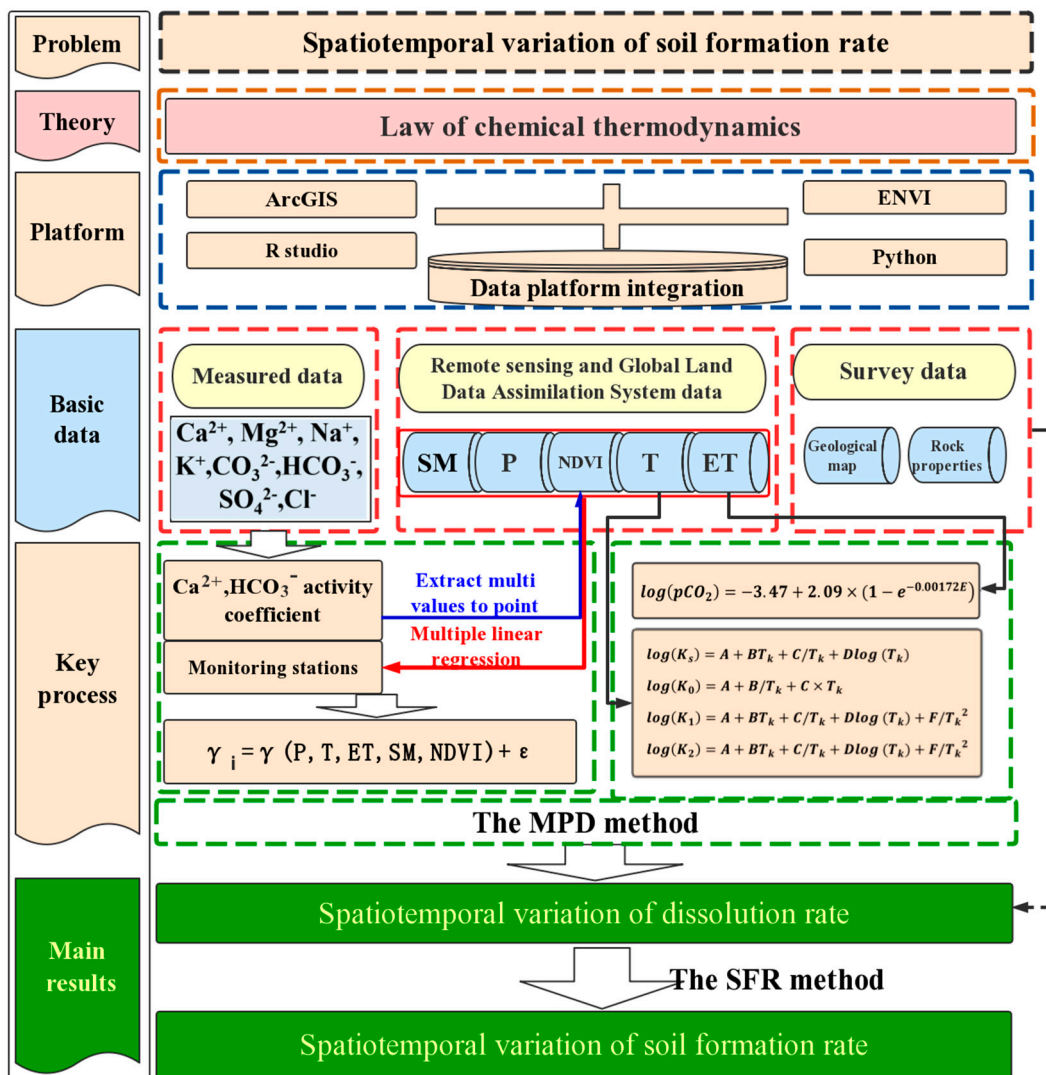 Problem
Spatiotemporal variation of soil formation rate
Theory
Law of chemical thermodynamics
Platform
ArcGIS
ENVI
R studio
Python
Data platform integration
Basic
data
Measured data
Ca²⁺, Mg²⁺, Na⁺,
K⁺,CO₃²⁻,HCO₃⁻,
SO₄²⁻,Cl⁻
Remote sensing and Global Land
Data Assimilation System data
SM
P
NDVI
T
ET
Survey data
Geological
map
Rock
properties
Key
process
Ca²⁺,HCO₃⁻ activity
coefficient
Extract multi
values to point
Multiple linear
regression
Monitoring stations
γ ᵢ = γ (P, T, ET, SM, NDVI) + ε
log(pCO₂) = −3.47 + 2.09 × (1 − e^−0.00172E)
log(Kₛ) = A + BTₖ + C/Tₖ + Dlog (Tₖ)
log(K₀) = A + B/Tₖ + C × Tₖ
log(K₁) = A + BTₖ + C/Tₖ + Dlog (Tₖ) + F/Tₖ²
log(K₂) = A + BTₖ + C/Tₖ + Dlog (Tₖ) + F/Tₖ²
The MPD method
Main
results
Spatiotemporal variation of dissolution rate
The SFR method
Spatiotemporal variation of soil formation rate